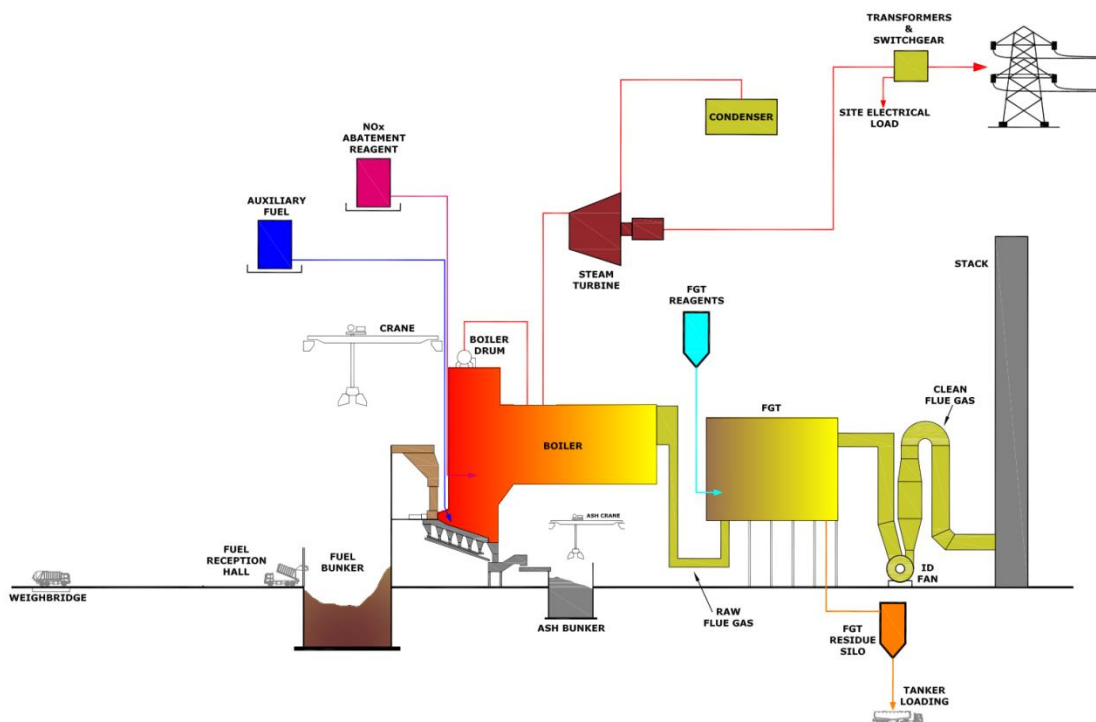 TRANSFORMERS
&
SWITCHGEAR
CONDENSER
SITE ELECTRICAL
LOAD
NOx
ABATEMENT
REAGENT
AUXILIARY
FUEL
STEAM
TURBINE
STACK
FGT
REAGENTS
CRANE
BOILER
DRUM
CLEAN
FLUE GAS
FGT
BOILER
ASH CRANE
FUEL
RECEPTION
HALL
FUEL
BUNKER
ID
FAN
WEIGHBRIDGE
ASH BUNKER
RAW
FLUE GAS
FGT
RESIDUE
SILO
TANKER
LOADING